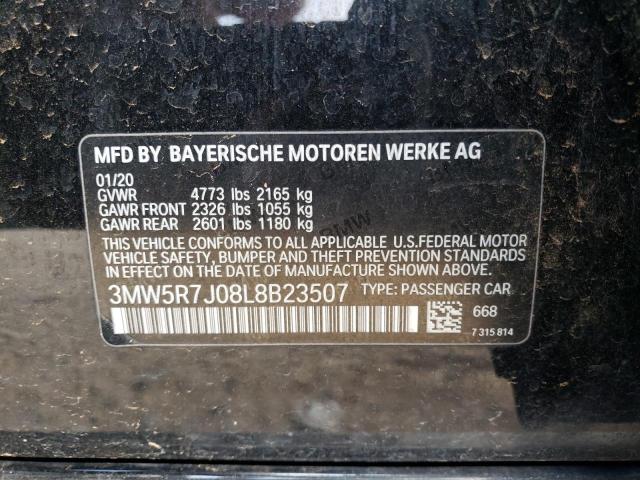 MFD BY BAYERISCHE MOTOREN WERKE AG
01/20
GVWR 4773 lbs 2165 kg
GAWR FRONT 2326 lbs 1055 kg
GAWR REAR 2601 lbs 1180 kg
THIS VEHICLE CONFORMS TO ALL APPLICABLE U.S.FEDERAL MOTOR
VEHICLE SAFETY, BUMPER AND THEFT PREVENTION STANDARDS
IN EFFECT ON THE DATE OF MANUFACTURE SHOWN ABOVE.
3MW5R7J08L8B23507 TYPE: PASSENGER CAR
668
7 315 814
BMW